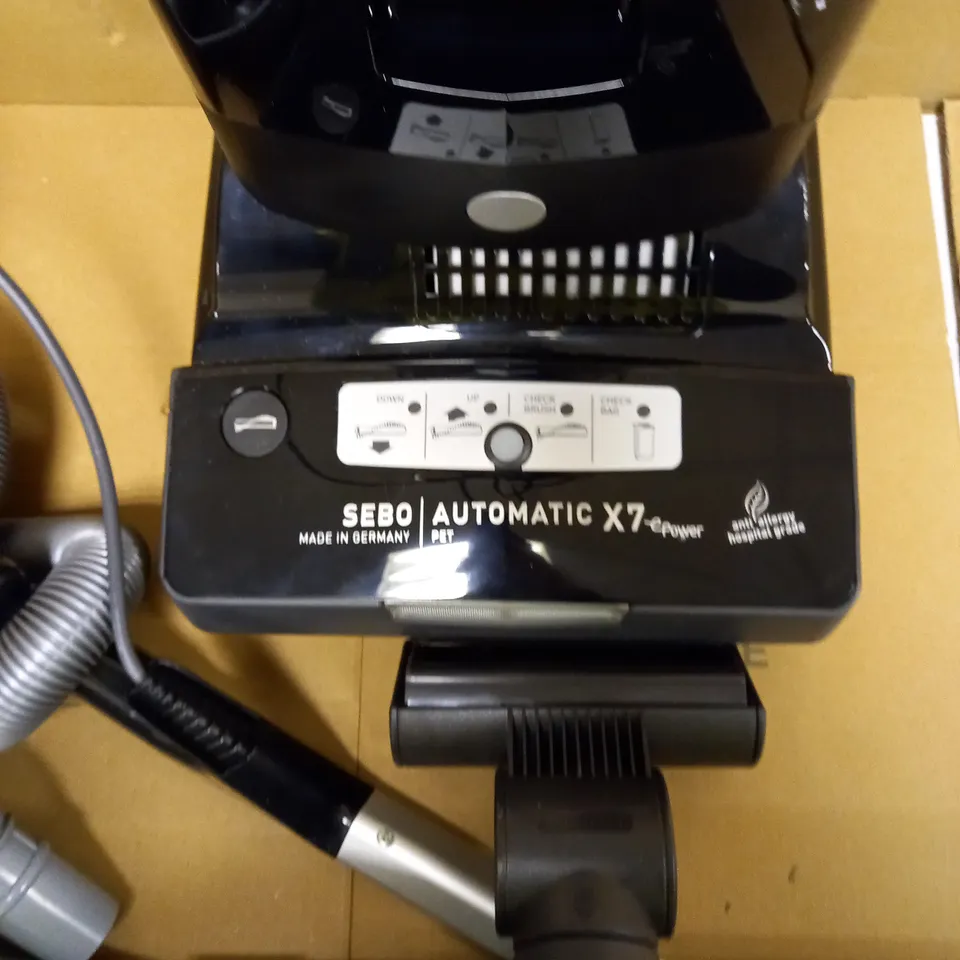 DOWN
UP
CHECK
BRUSH
CHECK
BAG
SEBO
MADE IN GERMANY
AUTOMATIC X7 ePower
PET
anti-allergy
hospital grade
E